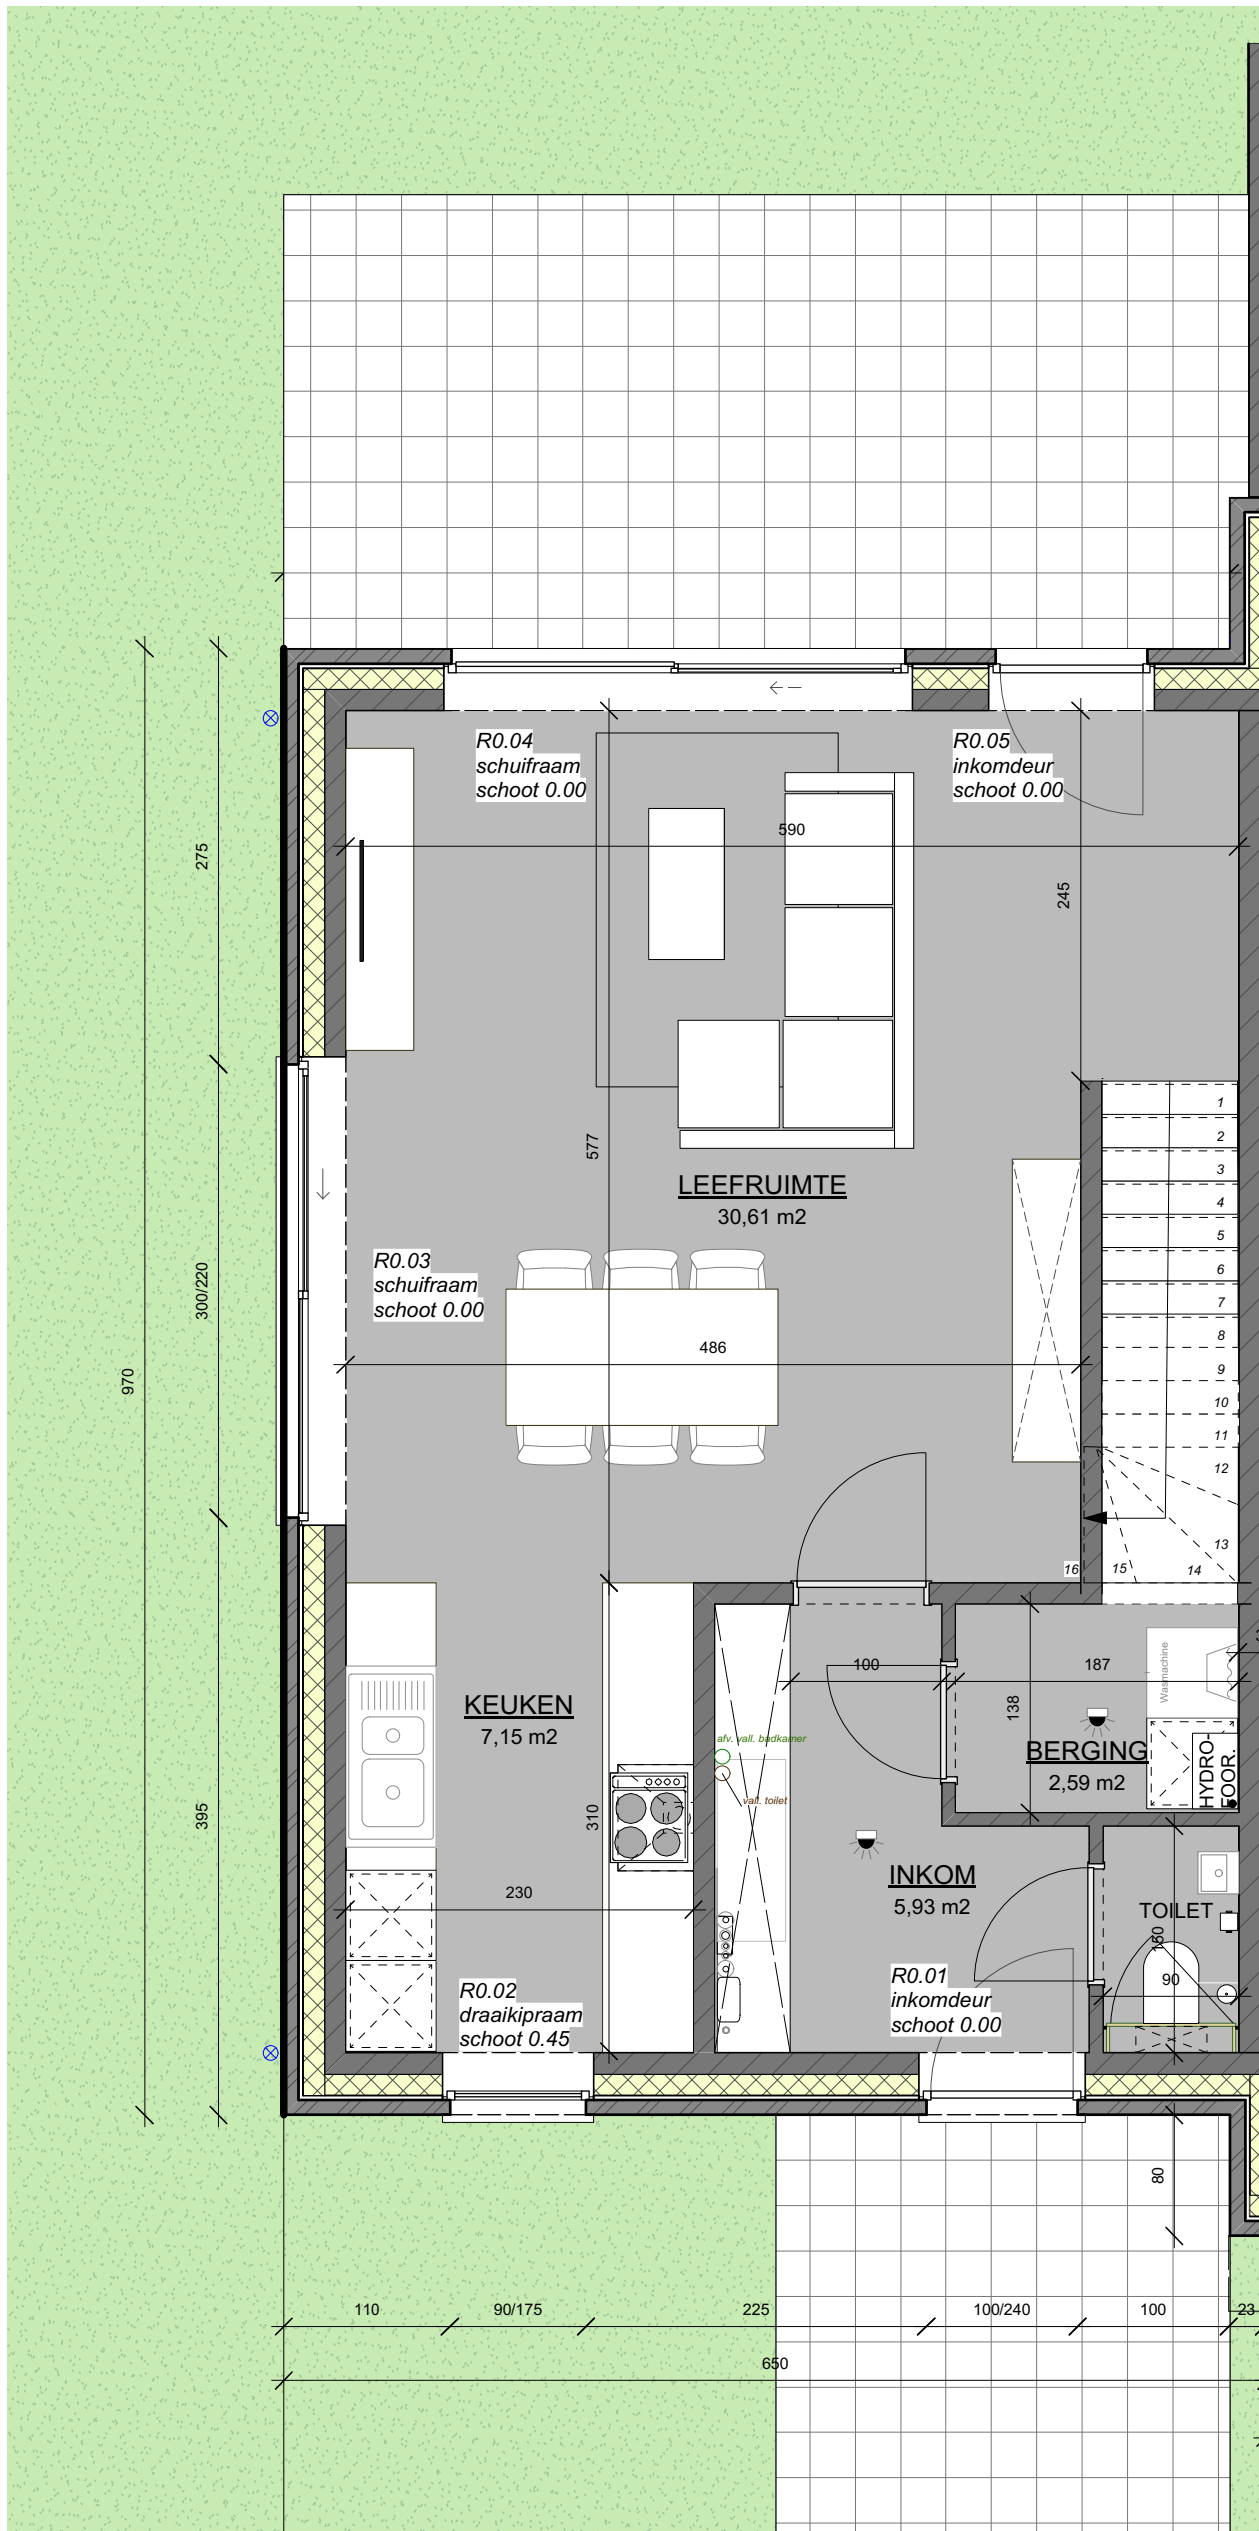 R0.04
schuifraam
schoot 0.00
R0.05
inkomdeur
schoot 0.00
590
275
245
577
1
2
3
4
5
6
7
8
9
10
11
12
13
14
15
16
LEEFRUIMTE
30,61 m2
R0.03
schuifraam
schoot 0.00
300/220
486
970
KEUKEN
7,15 m2
100
187
Wasmachine
138
afv. vall. badkamer
vall. toilet
BERGING
2,59 m2
HYDRO-
FOOR.
395
310
230
INKOM
5,93 m2
TOILET
150
90
R0.02
draaikipraam
schoot 0.45
R0.01
inkomdeur
schoot 0.00
80
110
90/175
225
100/240
100
23
650